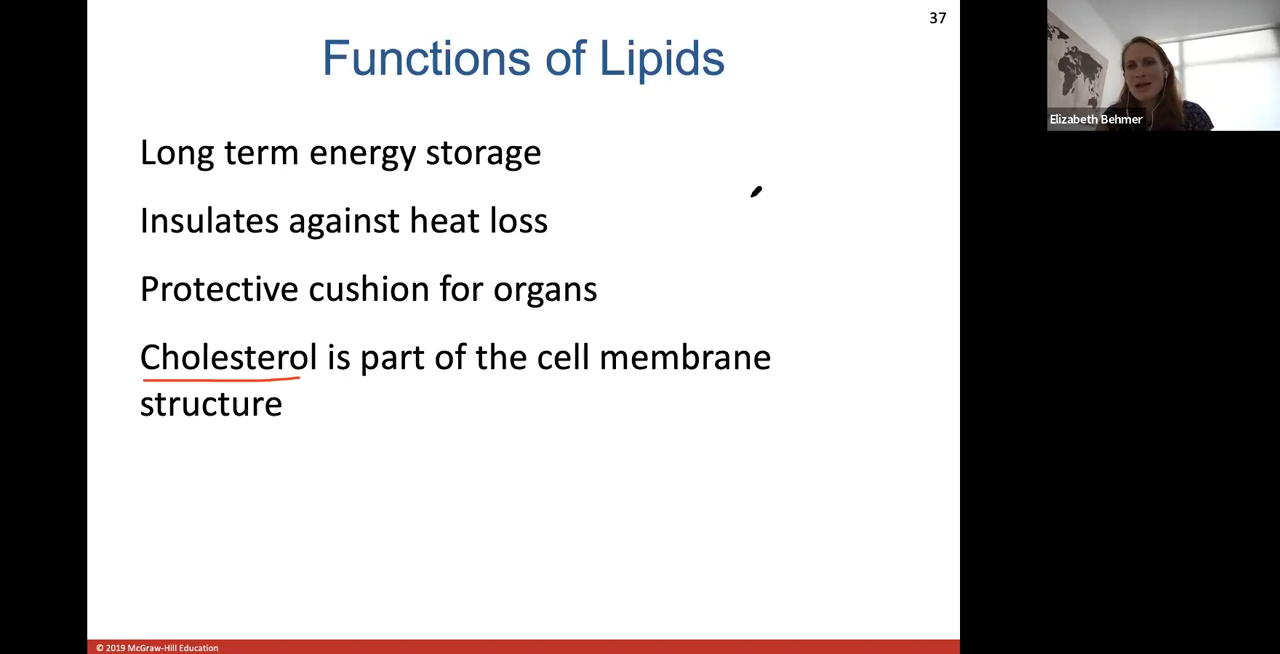 37
Functions of Lipids
Elizabeth Behmer
Long term energy storage
Insulates against heat loss
Protective cushion for organs
Cholesterol is part of the cell membrane
structure
© 2019 McGraw-Hill Education